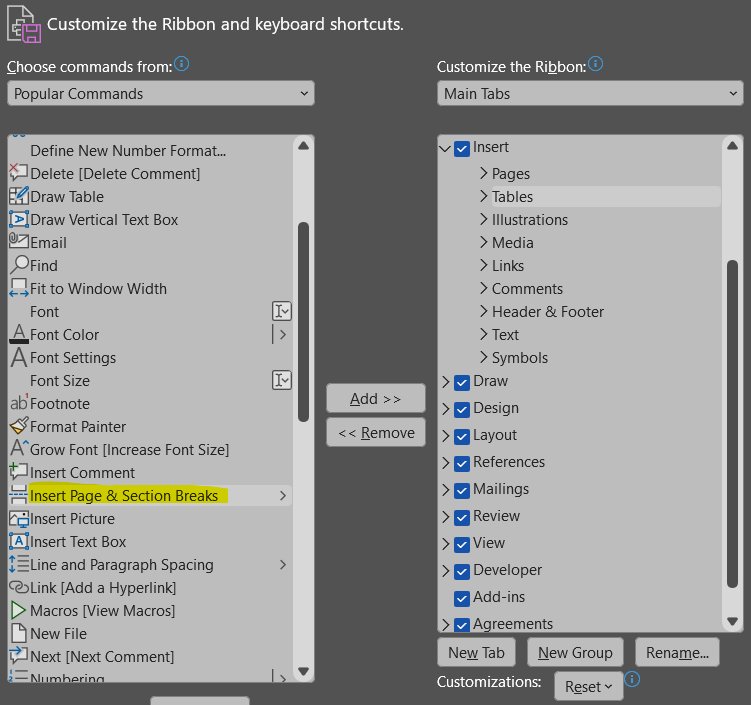 Customize the Ribbon and keyboard shortcuts.
Choose commands from:
Popular Commands
Define New Number Format...
Delete [Delete Comment]
Draw Table
Draw Vertical Text Box
Email
Find
Fit to Window Width
Font
Font Color
Font Settings
Font Size
Footnote
Format Painter
Grow Font [Increase Font Size]
Insert Comment
Insert Page & Section Breaks
Insert Picture
Insert Text Box
Line and Paragraph Spacing
Link [Add a Hyperlink]
Macros [View Macros]
New File
Next [Next Comment]
Numbering
Add >>
<< Remove
Customize the Ribbon:
Main Tabs
Insert
Pages
Tables
Illustrations
Media
Links
Comments
Header & Footer
Text
Symbols
Draw
Design
Layout
References
Mailings
Review
View
Developer
Add-ins
Agreements
New Tab
New Group
Rename...
Customizations:
Reset